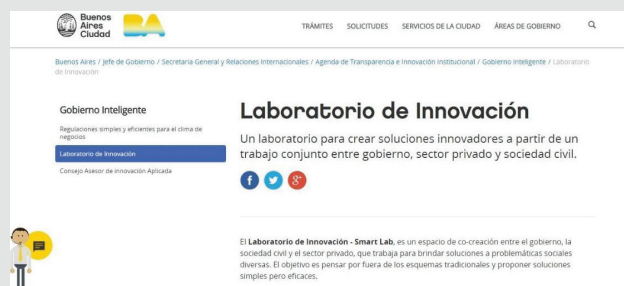 Buenos
Aires
Ciudad
BA
TRÁMITES SOLICITUDES SERVICIOS DE LA CIUDAD ÁREAS DE GOBIERNO
Buenos Aires / Jefe de Gobierno / Secretaría General y Relaciones Internacionales / Agenda de Transparencia e Innovación Institucional / Gobierno Inteligente / Laboratorio
de Innovación
Gobierno Inteligente
Regulaciones simples y eficientes para el clima de
negocios
Laboratorio de Innovación
Consejo Asesor de innovación Aplicada
Laboratorio de Innovación
Un laboratorio para crear soluciones innovadores a partir de un
trabajo conjunto entre gobierno, sector privado y sociedad civil.
El Laboratorio de Innovación - Smart Lab, es un espacio de co-creación entre el gobierno, la
sociedad civil y el sector privado, que trabaja para brindar soluciones a problemáticas sociales
diversas. El objetivo es pensar por fuera de los esquemas tradicionales y proponer soluciones
simples pero eficaces.